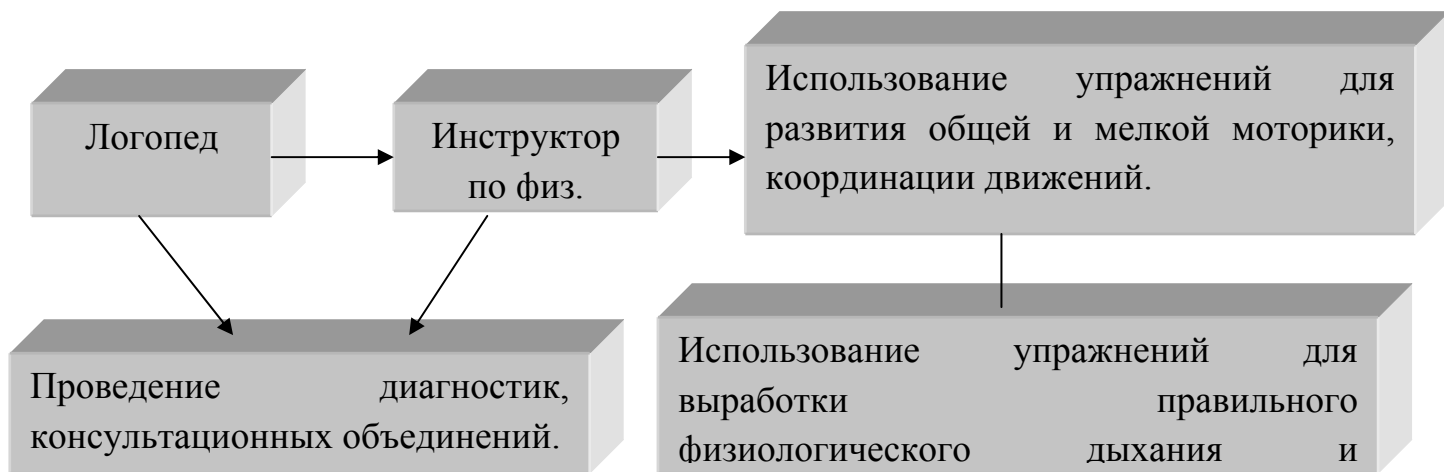 Логопед
Инструктор
по физ.
Использование упражнений для
развития общей и мелкой моторики,
координации движений.
Проведение диагностик,
консультационных объединений.
Использование упражнений для
выработки правильного
физиологического дыхания и